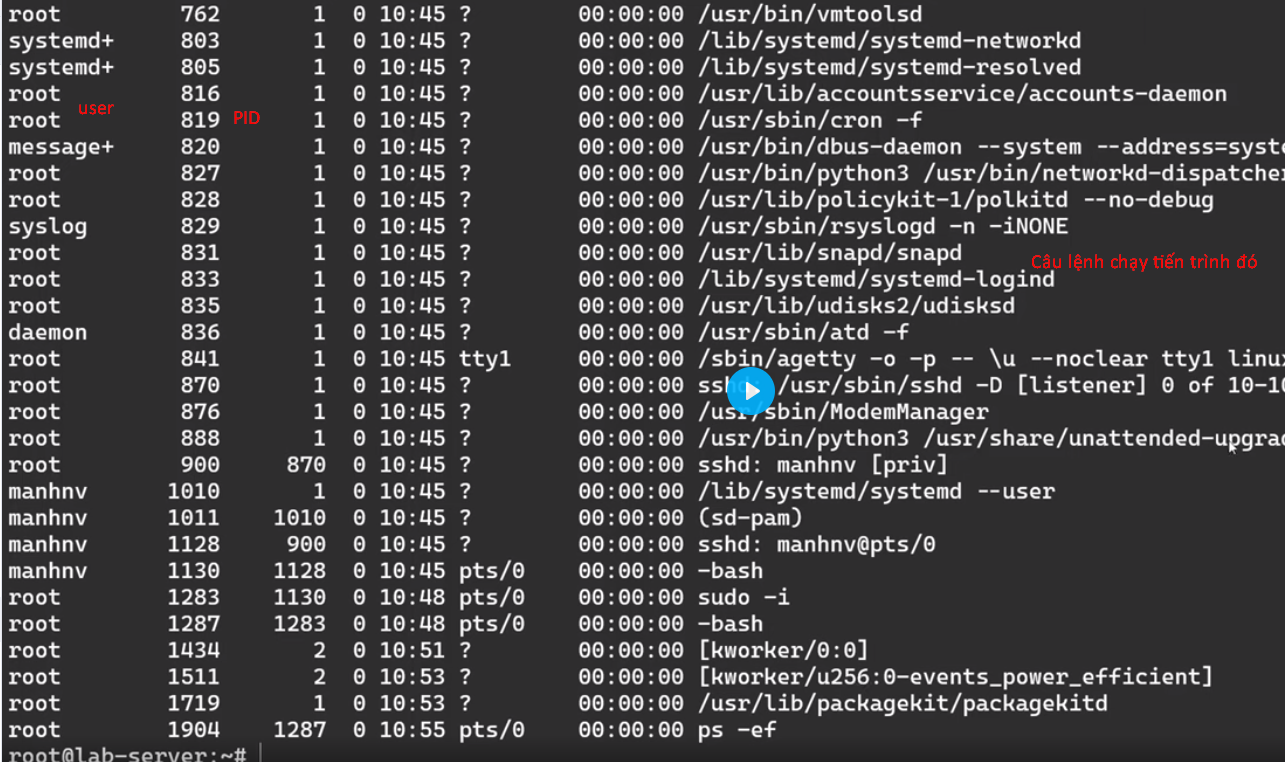 root 762 1 0 10:45 ? 00:00:00 /usr/bin/vmtoolsd
systemd+ 803 1 0 10:45 ? 00:00:00 /lib/systemd/systemd-networkd
systemd+ 805 1 0 10:45 ? 00:00:00 /lib/systemd/systemd-resolved
root 816 1 0 10:45 ? 00:00:00 /usr/lib/accountsservice/accounts-daemon
user PID
root 819 1 0 10:45 ? 00:00:00 /usr/sbin/cron -f
message+ 820 1 0 10:45 ? 00:00:00 /usr/bin/dbus-daemon --system --address=syste
root 827 1 0 10:45 ? 00:00:00 /usr/bin/python3 /usr/bin/networkd-dispatcher
root 828 1 0 10:45 ? 00:00:00 /usr/lib/policykit-1/polkitd --no-debug
syslog 829 1 0 10:45 ? 00:00:00 /usr/sbin/rsyslogd -n -iNONE
root 831 1 0 10:45 ? 00:00:00 /usr/lib/snapd/snapd
Câu lệnh chạy tiến trình đó
root 833 1 0 10:45 ? 00:00:00 /lib/systemd/systemd-logind
root 835 1 0 10:45 ? 00:00:00 /usr/lib/udisks2/udisksd
daemon 836 1 0 10:45 ? 00:00:00 /usr/sbin/atd -f
root 841 1 0 10:45 tty1 00:00:00 /sbin/agetty -o -p -- \u --noclear tty1 linux
root 870 1 0 10:45 ? 00:00:00 sshd: /usr/sbin/sshd -D [listener] 0 of 10-10
root 876 1 0 10:45 ? 00:00:00 /usr/sbin/ModemManager
root 888 1 0 10:45 ? 00:00:00 /usr/bin/python3 /usr/share/unattended-upgrad
root 900 870 0 10:45 ? 00:00:00 sshd: manhnv [priv]
manhnv 1010 1 0 10:45 ? 00:00:00 /lib/systemd/systemd --user
manhnv 1011 1010 0 10:45 ? 00:00:00 (sd-pam)
manhnv 1128 900 0 10:45 ? 00:00:00 sshd: manhnv@pts/0
manhnv 1130 1128 0 10:45 pts/0 00:00:00 -bash
root 1283 1130 0 10:48 pts/0 00:00:00 sudo -i
root 1287 1283 0 10:48 pts/0 00:00:00 -bash
root 1434 2 0 10:51 ? 00:00:00 [kworker/0:0]
root 1511 2 0 10:53 ? 00:00:00 [kworker/u256:0-events_power_efficient]
root 1719 1 0 10:53 ? 00:00:00 /usr/lib/packagekit/packagekitd
root 1904 1287 0 10:55 pts/0 00:00:00 ps -ef
root@lab-server:~#